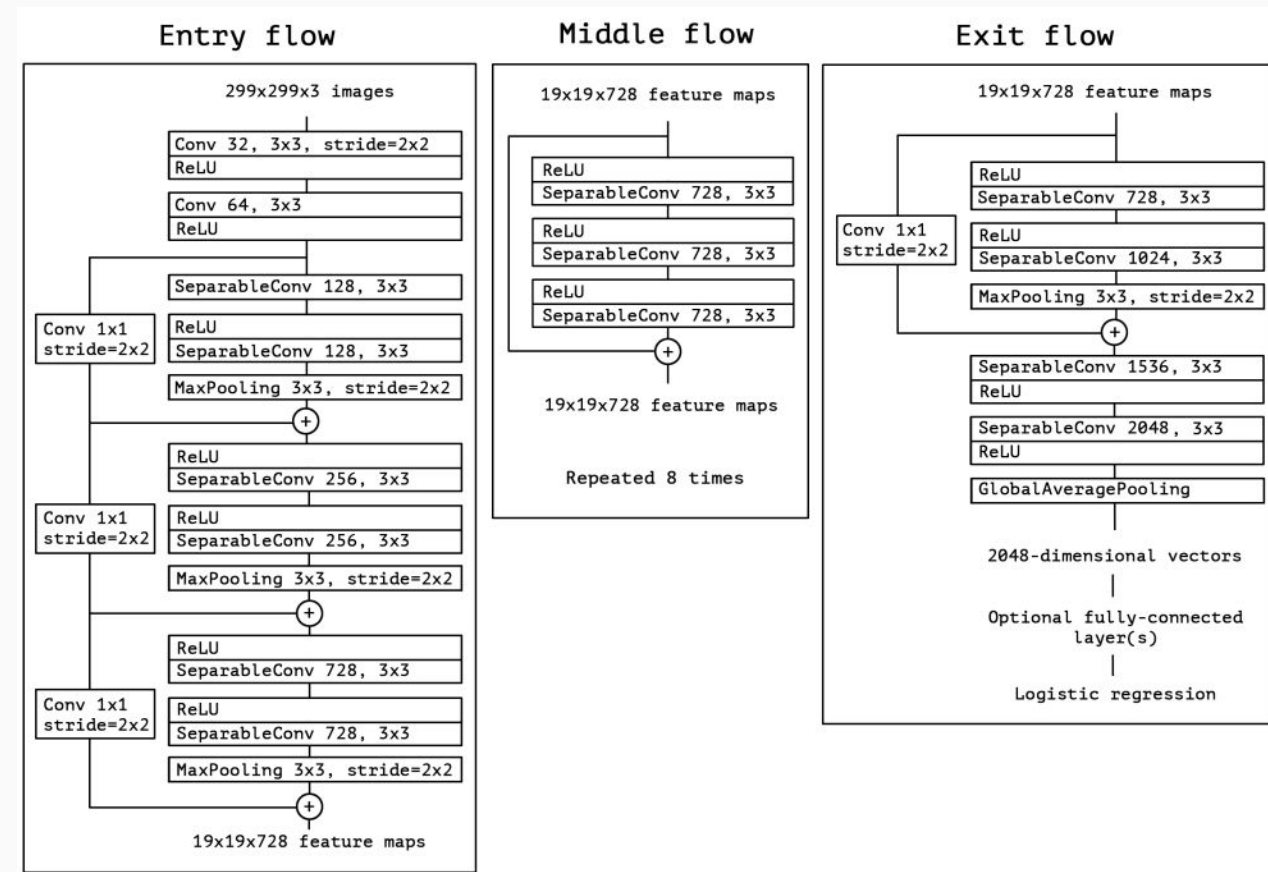 Entry flow
299x299x3 images
Conv 32, 3x3, stride=2x2
ReLU
Conv 64, 3x3
ReLU
SeparableConv 128, 3x3
Conv 1x1
stride=2x2
ReLU
SeparableConv 128, 3x3
MaxPooling 3x3, stride=2x2
+
ReLU
SeparableConv 256, 3x3
Conv 1x1
stride=2x2
ReLU
SeparableConv 256, 3x3
MaxPooling 3x3, stride=2x2
+
ReLU
SeparableConv 728, 3x3
Conv 1x1
stride=2x2
ReLU
SeparableConv 728, 3x3
MaxPooling 3x3, stride=2x2
+
19x19x728 feature maps
Middle flow
19x19x728 feature maps
ReLU
SeparableConv 728, 3x3
ReLU
SeparableConv 728, 3x3
ReLU
SeparableConv 728, 3x3
+
19x19x728 feature maps
Repeated 8 times
Exit flow
19x19x728 feature maps
ReLU
SeparableConv 728, 3x3
Conv 1x1
stride=2x2
ReLU
SeparableConv 1024, 3x3
MaxPooling 3x3, stride=2x2
+
SeparableConv 1536, 3x3
ReLU
SeparableConv 2048, 3x3
ReLU
GlobalAveragePooling
2048-dimensional vectors
Optional fully-connected
layer(s)
Logistic regression